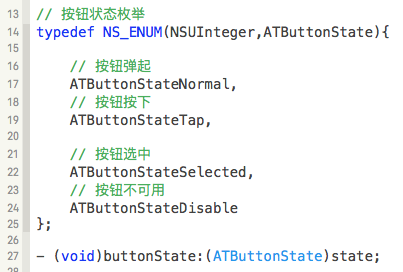 13 // 按钮状态枚举
14 typedef NS_ENUM(NSUInteger,ATButtonState){
15
16 // 按钮弹起
17 ATButtonStateNormal,
18 // 按钮按下
19 ATButtonStateTap,
20
21 // 按钮选中
22 ATButtonStateSelected,
23 // 按钮不可用
24 ATButtonStateDisable
25 };
26
27 - (void)buttonState:(ATButtonState)state;
28